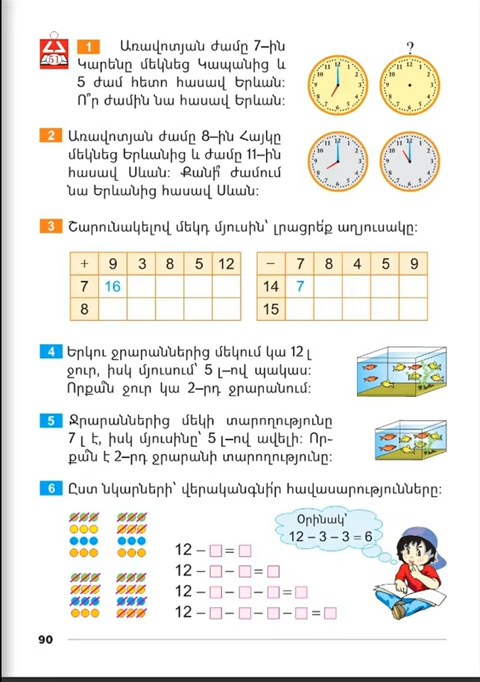 51
1 Առավոտյան ժամը 7–ին
Կարենը մեկնեց Կապանից և
5 ժամ հետո հասավ Երևան։
Ո՞ր ժամին նա հասավ Երևան։
?
2 Առավոտյան ժամը 8–ին Հայկը
մեկնեց Երևանից և ժամը 11–ին
հասավ Սևան։ Քանի՞ ժամում
նա Երևանից հասավ Սևան։
3 Շարունակելով մեկդ մյուսին՝ լրացրե՛ք աղյուսակը։
+ 9 3 8 5 12
7 16
8
– 7 8 4 5 9
14 7
15
4 Երկու ջրարաններից մեկում կա 12 լ
ջուր, իսկ մյուսում՝ 5 լ–ով պակաս։
Որքա՞ն ջուր կա 2–րդ ջրարանում։
5 Ջրարաններից մեկի տարողությունը
7 լ է, իսկ մյուսինը՝ 5 լ–ով ավելի։ Որ–
քա՞ն է 2–րդ ջրարանի տարողությունը։
6 Ըստ նկարների՝ վերականգնի՛ր հավասարությունները։
Օրինակ՝
12 – 3 – 3 = 6
12 – □ = □
12 – □ – □ = □
12 – □ – □ – □ = □
12 – □ – □ – □ – □ = □
90